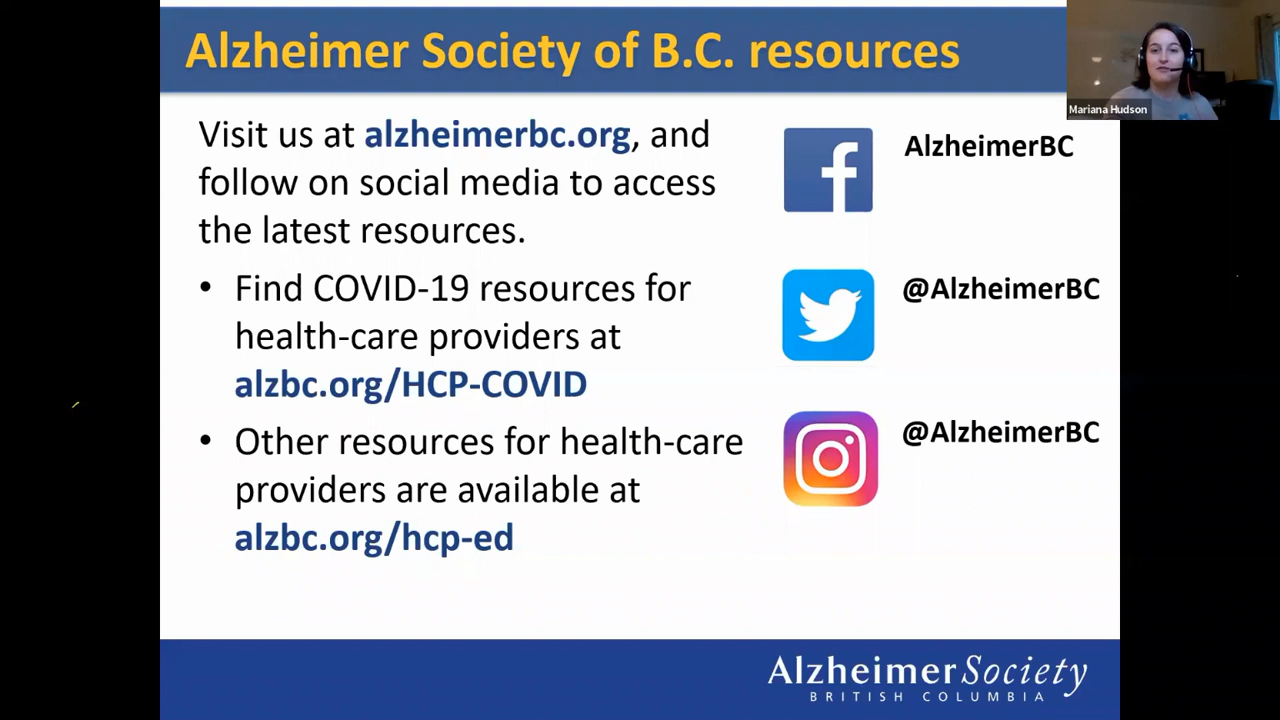 Alzheimer Society of B.C. resources
Mariana Hudson
Visit us at alzheimerbc.org, and
follow on social media to access
the latest resources.
• Find COVID-19 resources for
health-care providers at
alzbc.org/HCP-COVID
• Other resources for health-care
providers are available at
alzbc.org/hcp-ed
f
AlzheimerBC
@AlzheimerBC
@AlzheimerBC
AlzheimerSociety
BRITISH COLUMBIA